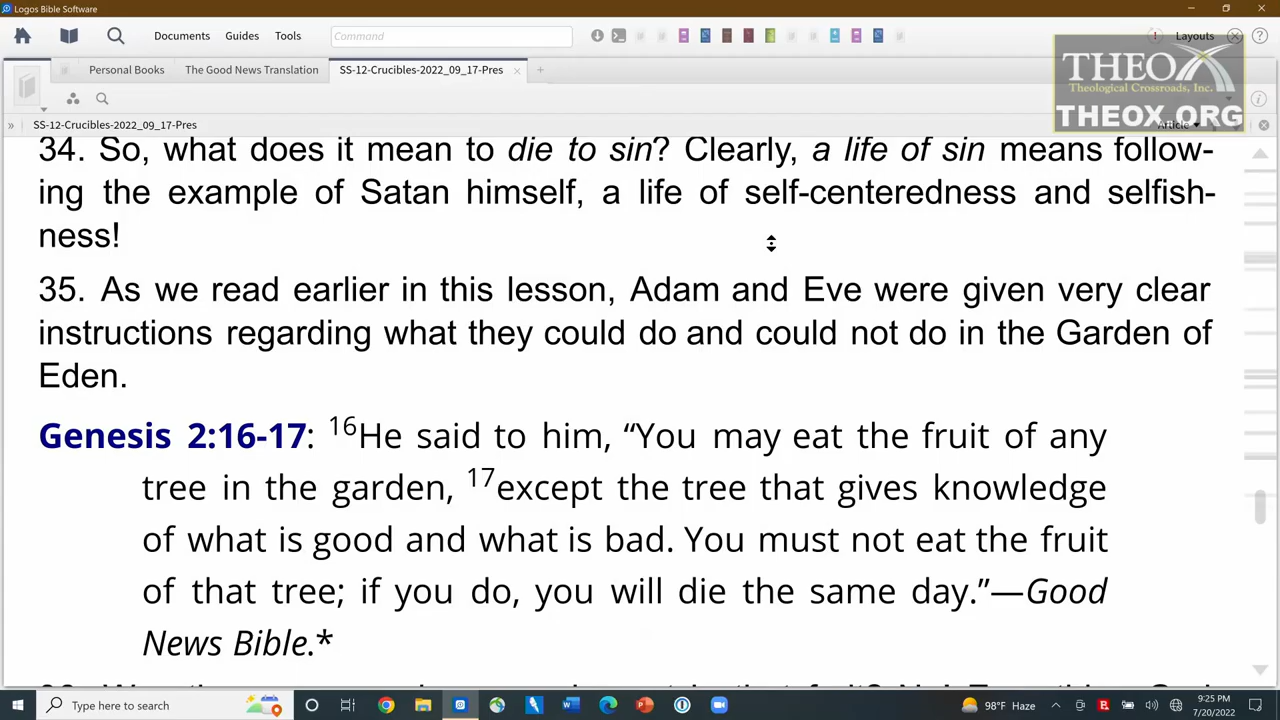 Logos Bible Software
Documents Guides Tools Command Layouts
Personal Books The Good News Translation SS-12-Crucibles-2022_09_17-Pres
THEOX
Theological Crossroads, Inc.
THEOX.ORG
SS-12-Crucibles-2022_09_17-Pres Article
34. So, what does it mean to die to sin? Clearly, a life of sin means follow-
ing the example of Satan himself, a life of self-centeredness and selfish-
ness!
35. As we read earlier in this lesson, Adam and Eve were given very clear
instructions regarding what they could do and could not do in the Garden of
Eden.
Genesis 2:16-17: 16He said to him, “You may eat the fruit of any
tree in the garden, 17except the tree that gives knowledge
of what is good and what is bad. You must not eat the fruit
of that tree; if you do, you will die the same day.”—Good
News Bible.*
Type here to search
98°F Haze
9:25 PM
7/20/2022